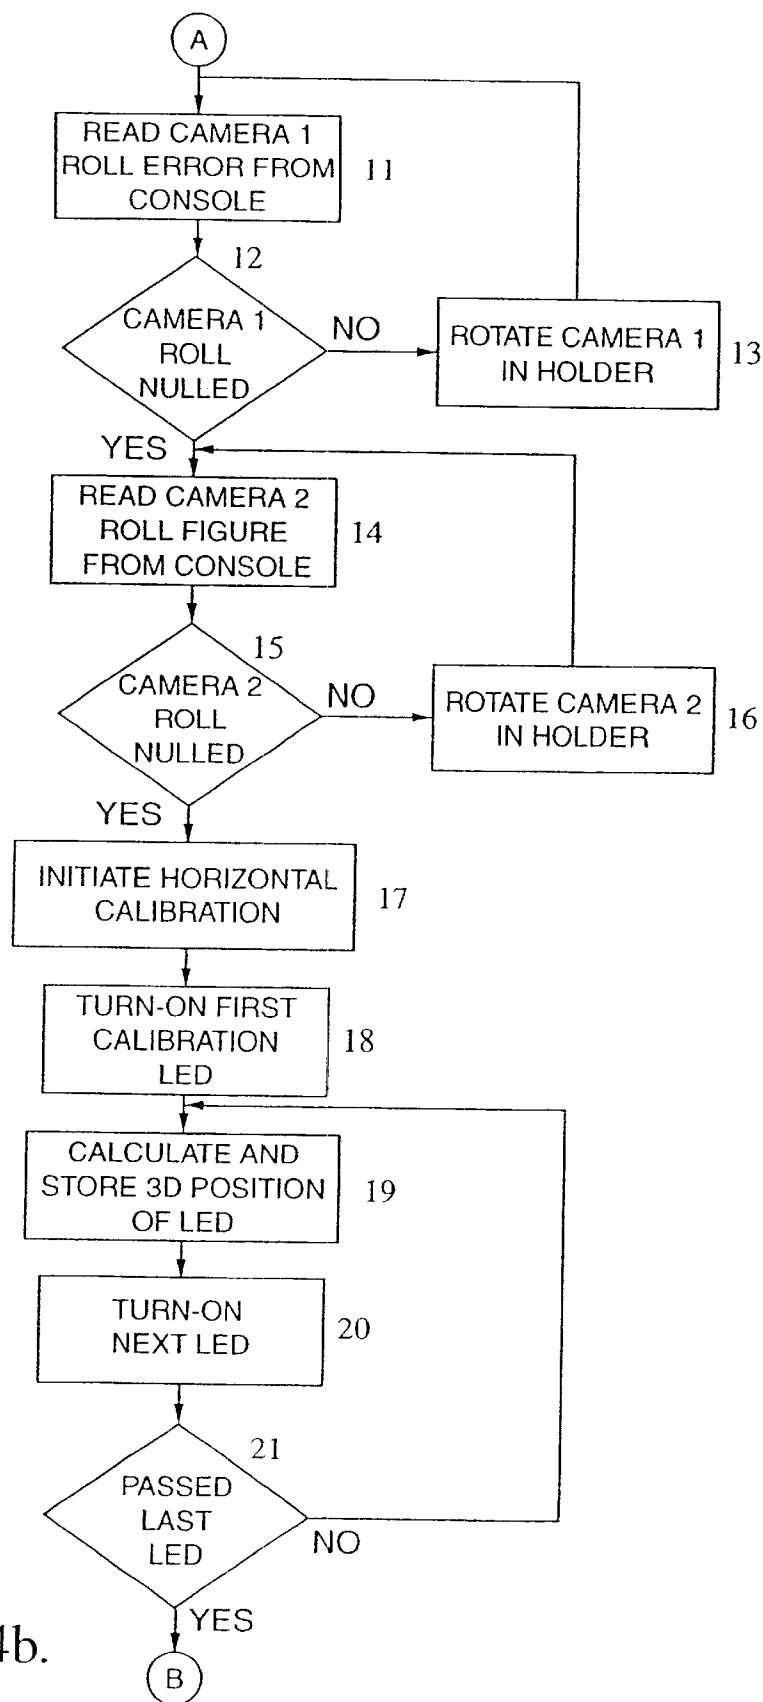 A
READ CAMERA 1
ROLL ERROR FROM
CONSOLE
11
12
CAMERA 1
ROLL
NULLED
NO
ROTATE CAMERA 1
IN HOLDER
13
YES
READ CAMERA 2
ROLL FIGURE
FROM CONSOLE
14
15
CAMERA 2
ROLL
NULLED
NO
ROTATE CAMERA 2
IN HOLDER
16
YES
INITIATE HORIZONTAL
CALIBRATION
17
TURN-ON FIRST
CALIBRATION
LED
18
CALCULATE AND
STORE 3D POSITION
OF LED
19
TURN-ON
NEXT LED
20
21
PASSED
LAST
LED
NO
YES
4b.
B